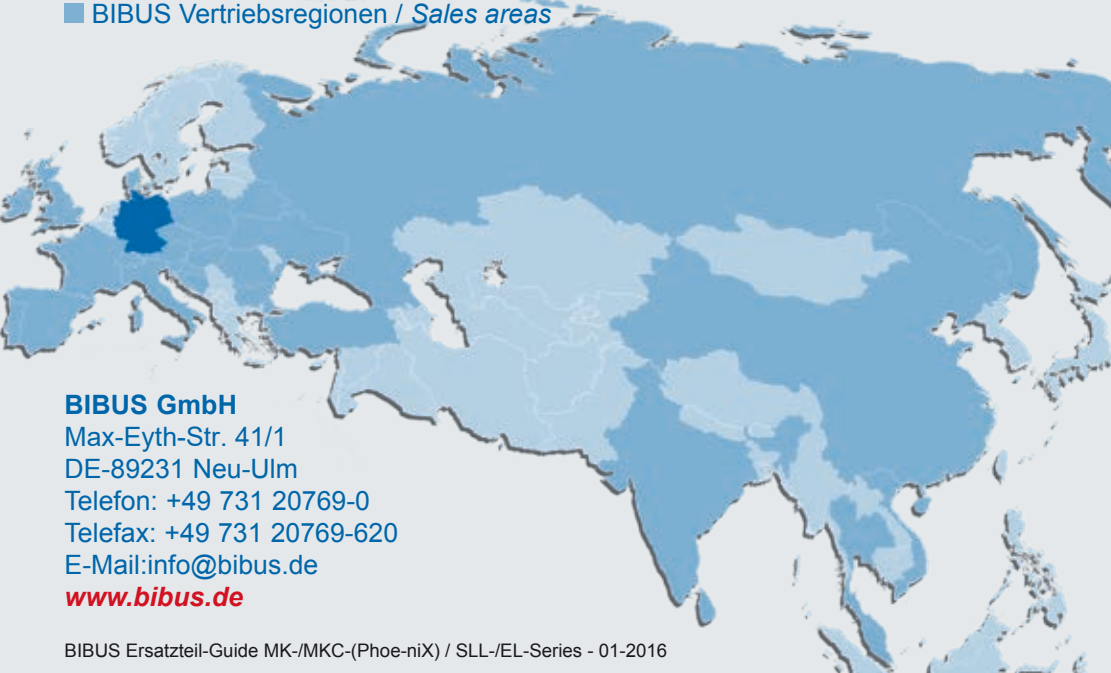 BIBUS Vertriebsregionen / Sales areas
BIBUS GmbH
Max-Eyth-Str. 41/1
DE-89231 Neu-Ulm
Telefon: +49 731 20769-0
Telefax: +49 731 20769-620
E-Mail:info@bibus.de
www.bibus.de
BIBUS Ersatzteil-Guide MK-/MKC-(Phoe-niX) / SLL-/EL-Series - 01-2016